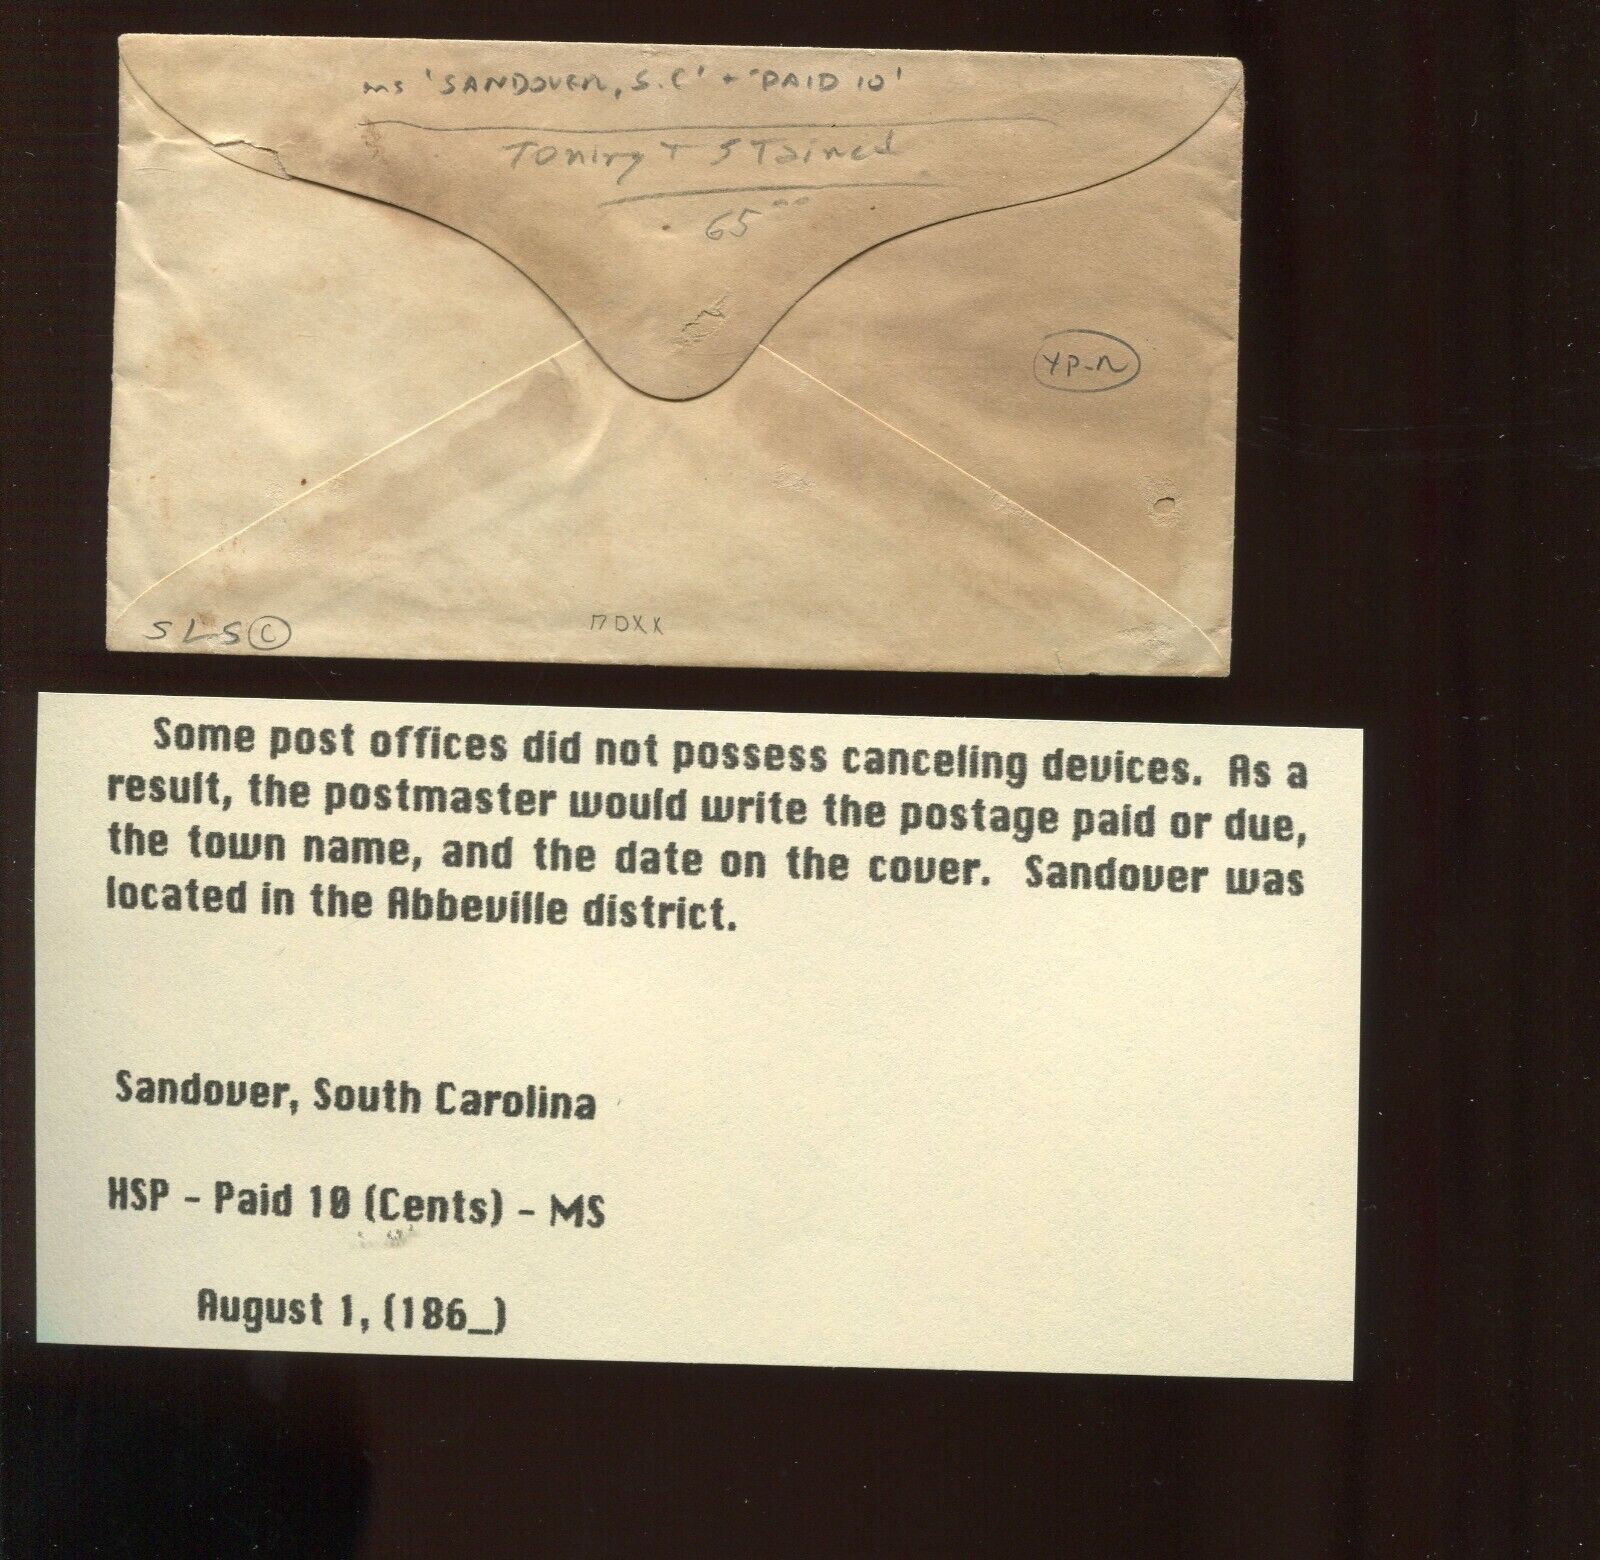 ms 'SANDOVER, S.C' + 'PAID 10'
Toning + Stained
65⁰⁰
YP-N
SLS C
MDXX
Some post offices did not possess canceling devices. As a
result, the postmaster would write the postage paid or due,
the town name, and the date on the cover. Sandover was
located in the Abbeville district.
Sandover, South Carolina
HSP - Paid 10 (Cents) - MS
August 1, (186_)